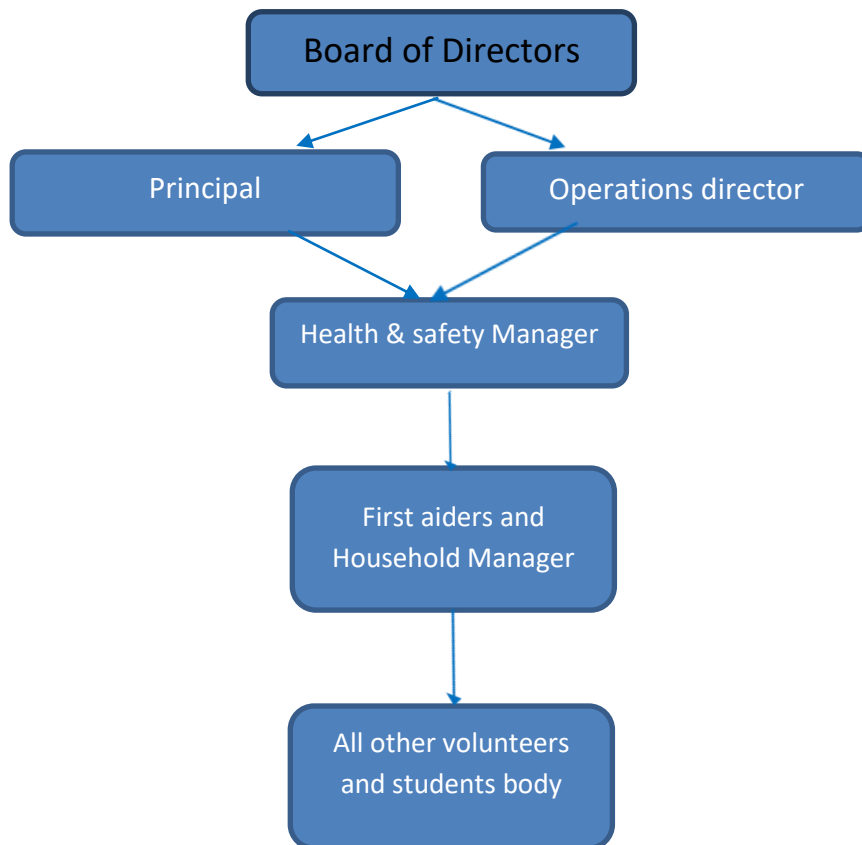 Board of Directors
Principal
Operations director
Health & safety Manager
First aiders and
Household Manager
All other volunteers
and students body